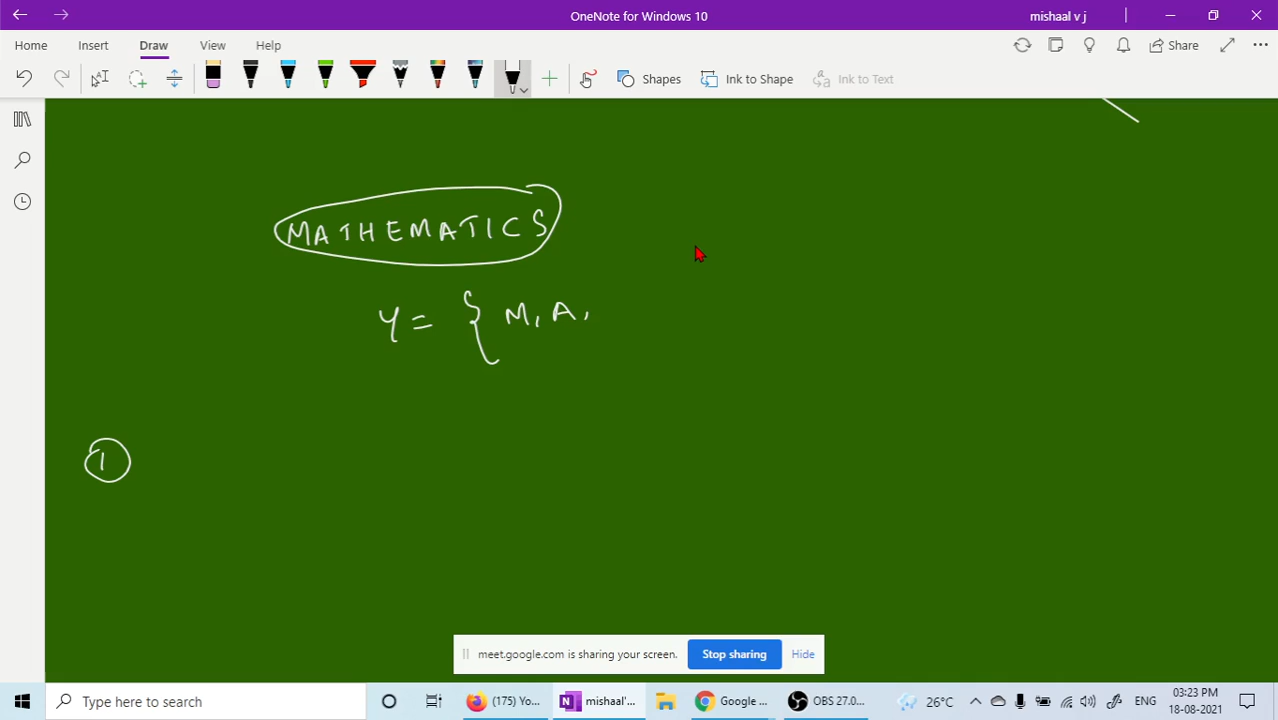 OneNote for Windows 10
mishaal v j
Home Insert Draw View Help
Share
Shapes Ink to Shape Ink to Text
MATHEMATICS
Y = { M, A,
1
meet.google.com is sharing your screen. Stop sharing Hide
Type here to search
(175) Yo...
mishaal'...
Google ...
OBS 27.0...
26°C
ENG
03:23 PM
18-08-2021